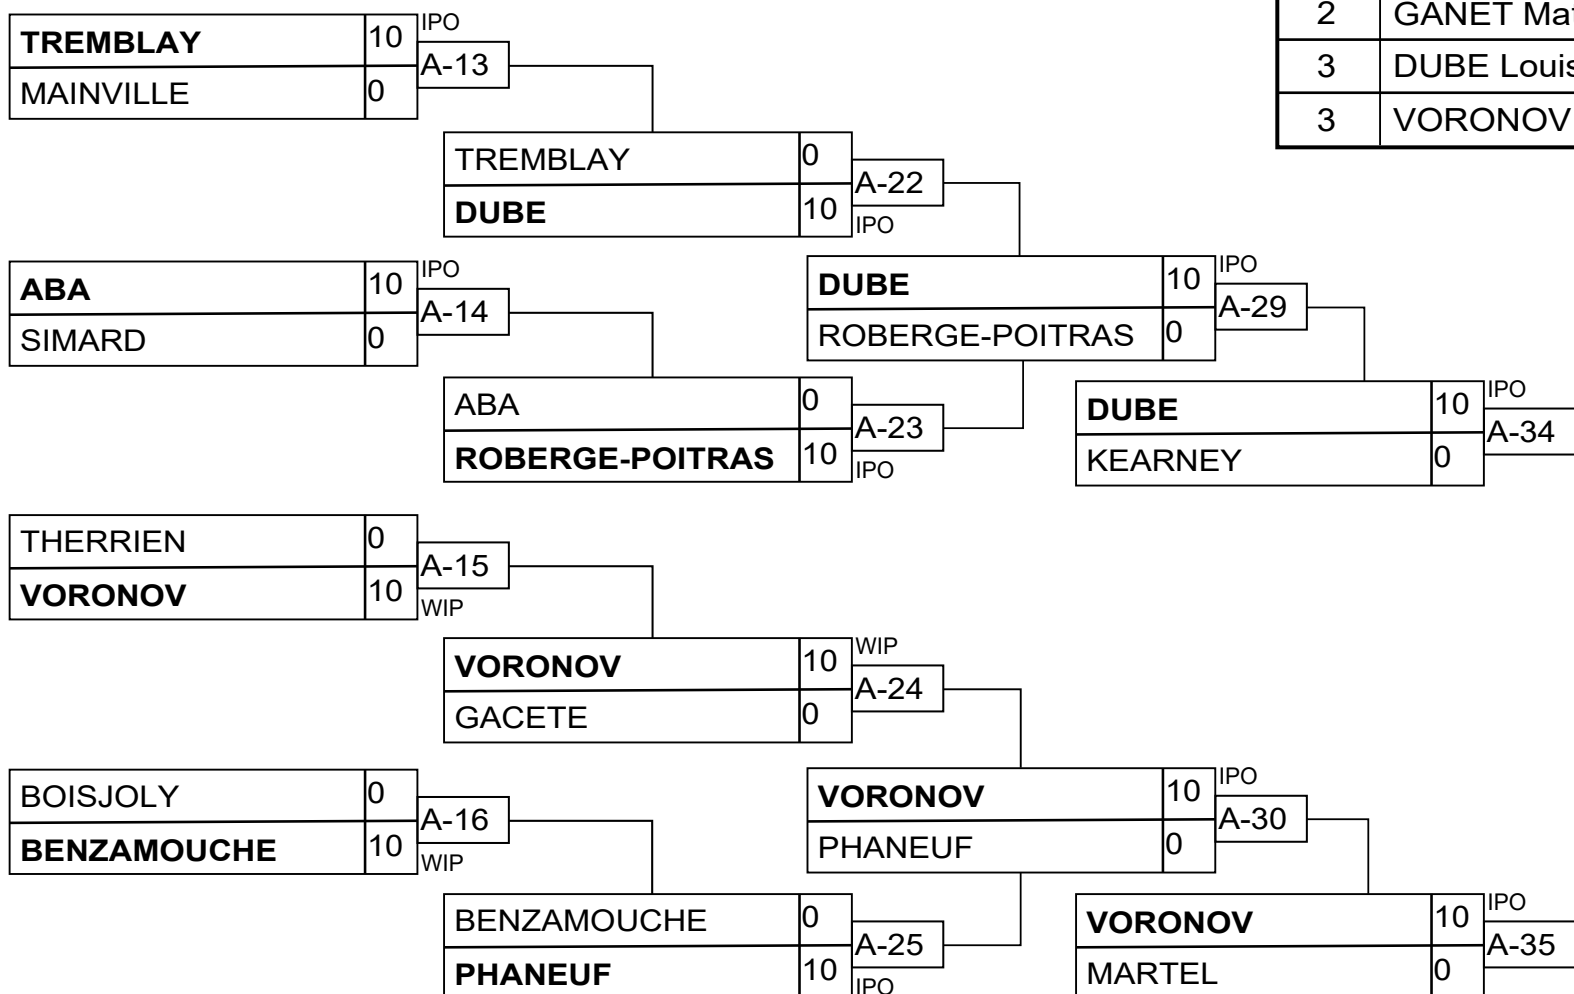 2 GANET Mat
3 DUBE Louis
3 VORONOV
TREMBLAY 10 IPO
A-13
MAINVILLE 0
TREMBLAY 0
A-22
DUBE 10 IPO
ABA 10 IPO
A-14
SIMARD 0
DUBE 10 IPO
A-29
ROBERGE-POITRAS 0
ABA 0
A-23
ROBERGE-POITRAS 10 IPO
DUBE 10 IPO
A-34
KEARNEY 0
THERRIEN 0
A-15
VORONOV 10 WIP
VORONOV 10 WIP
A-24
GACETE 0
BOISJOLY 0
A-16
BENZAMOUCHE 10 WIP
VORONOV 10 IPO
A-30
PHANEUF 0
BENZAMOUCHE 0
A-25
PHANEUF 10 IPO
VORONOV 10 IPO
A-35
MARTEL 0